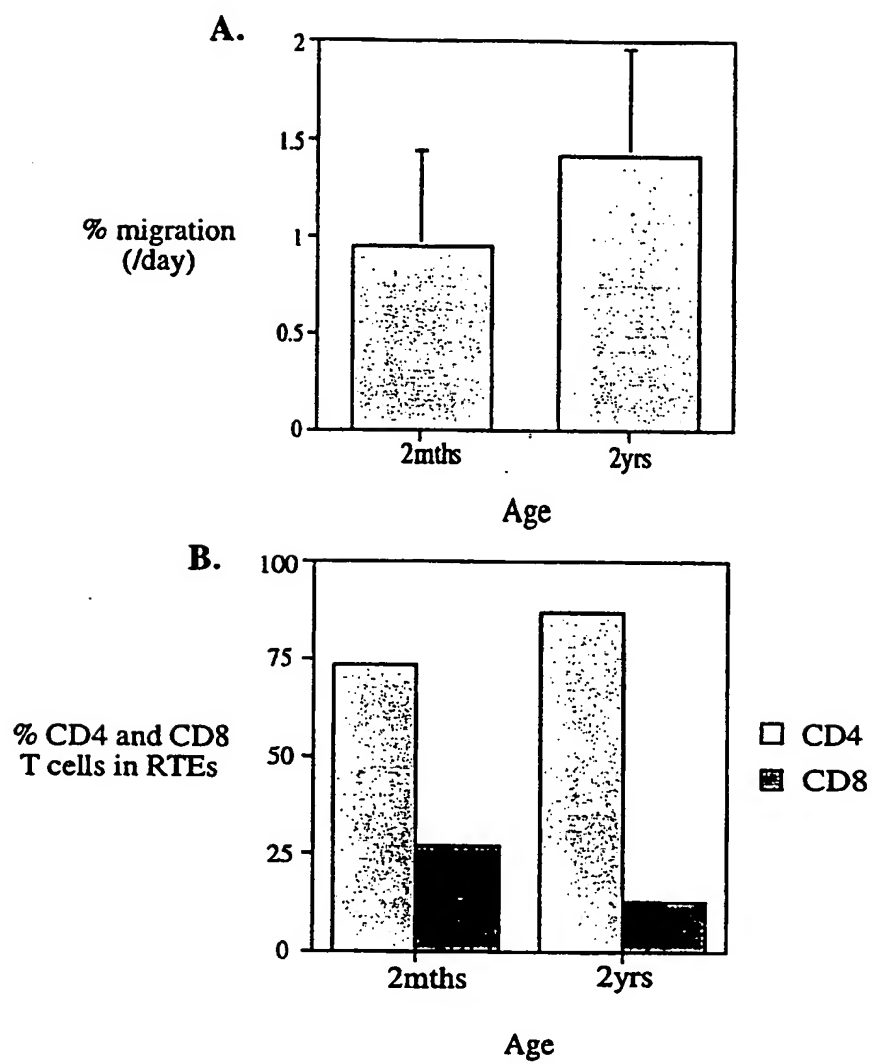 A.
2
1.5
% migration
(/day)
1
0.5
0
2mths
2yrs
Age
B.
100
75
% CD4 and CD8
T cells in RTEs
50
25
0
CD4
CD8
2mths
2yrs
Age